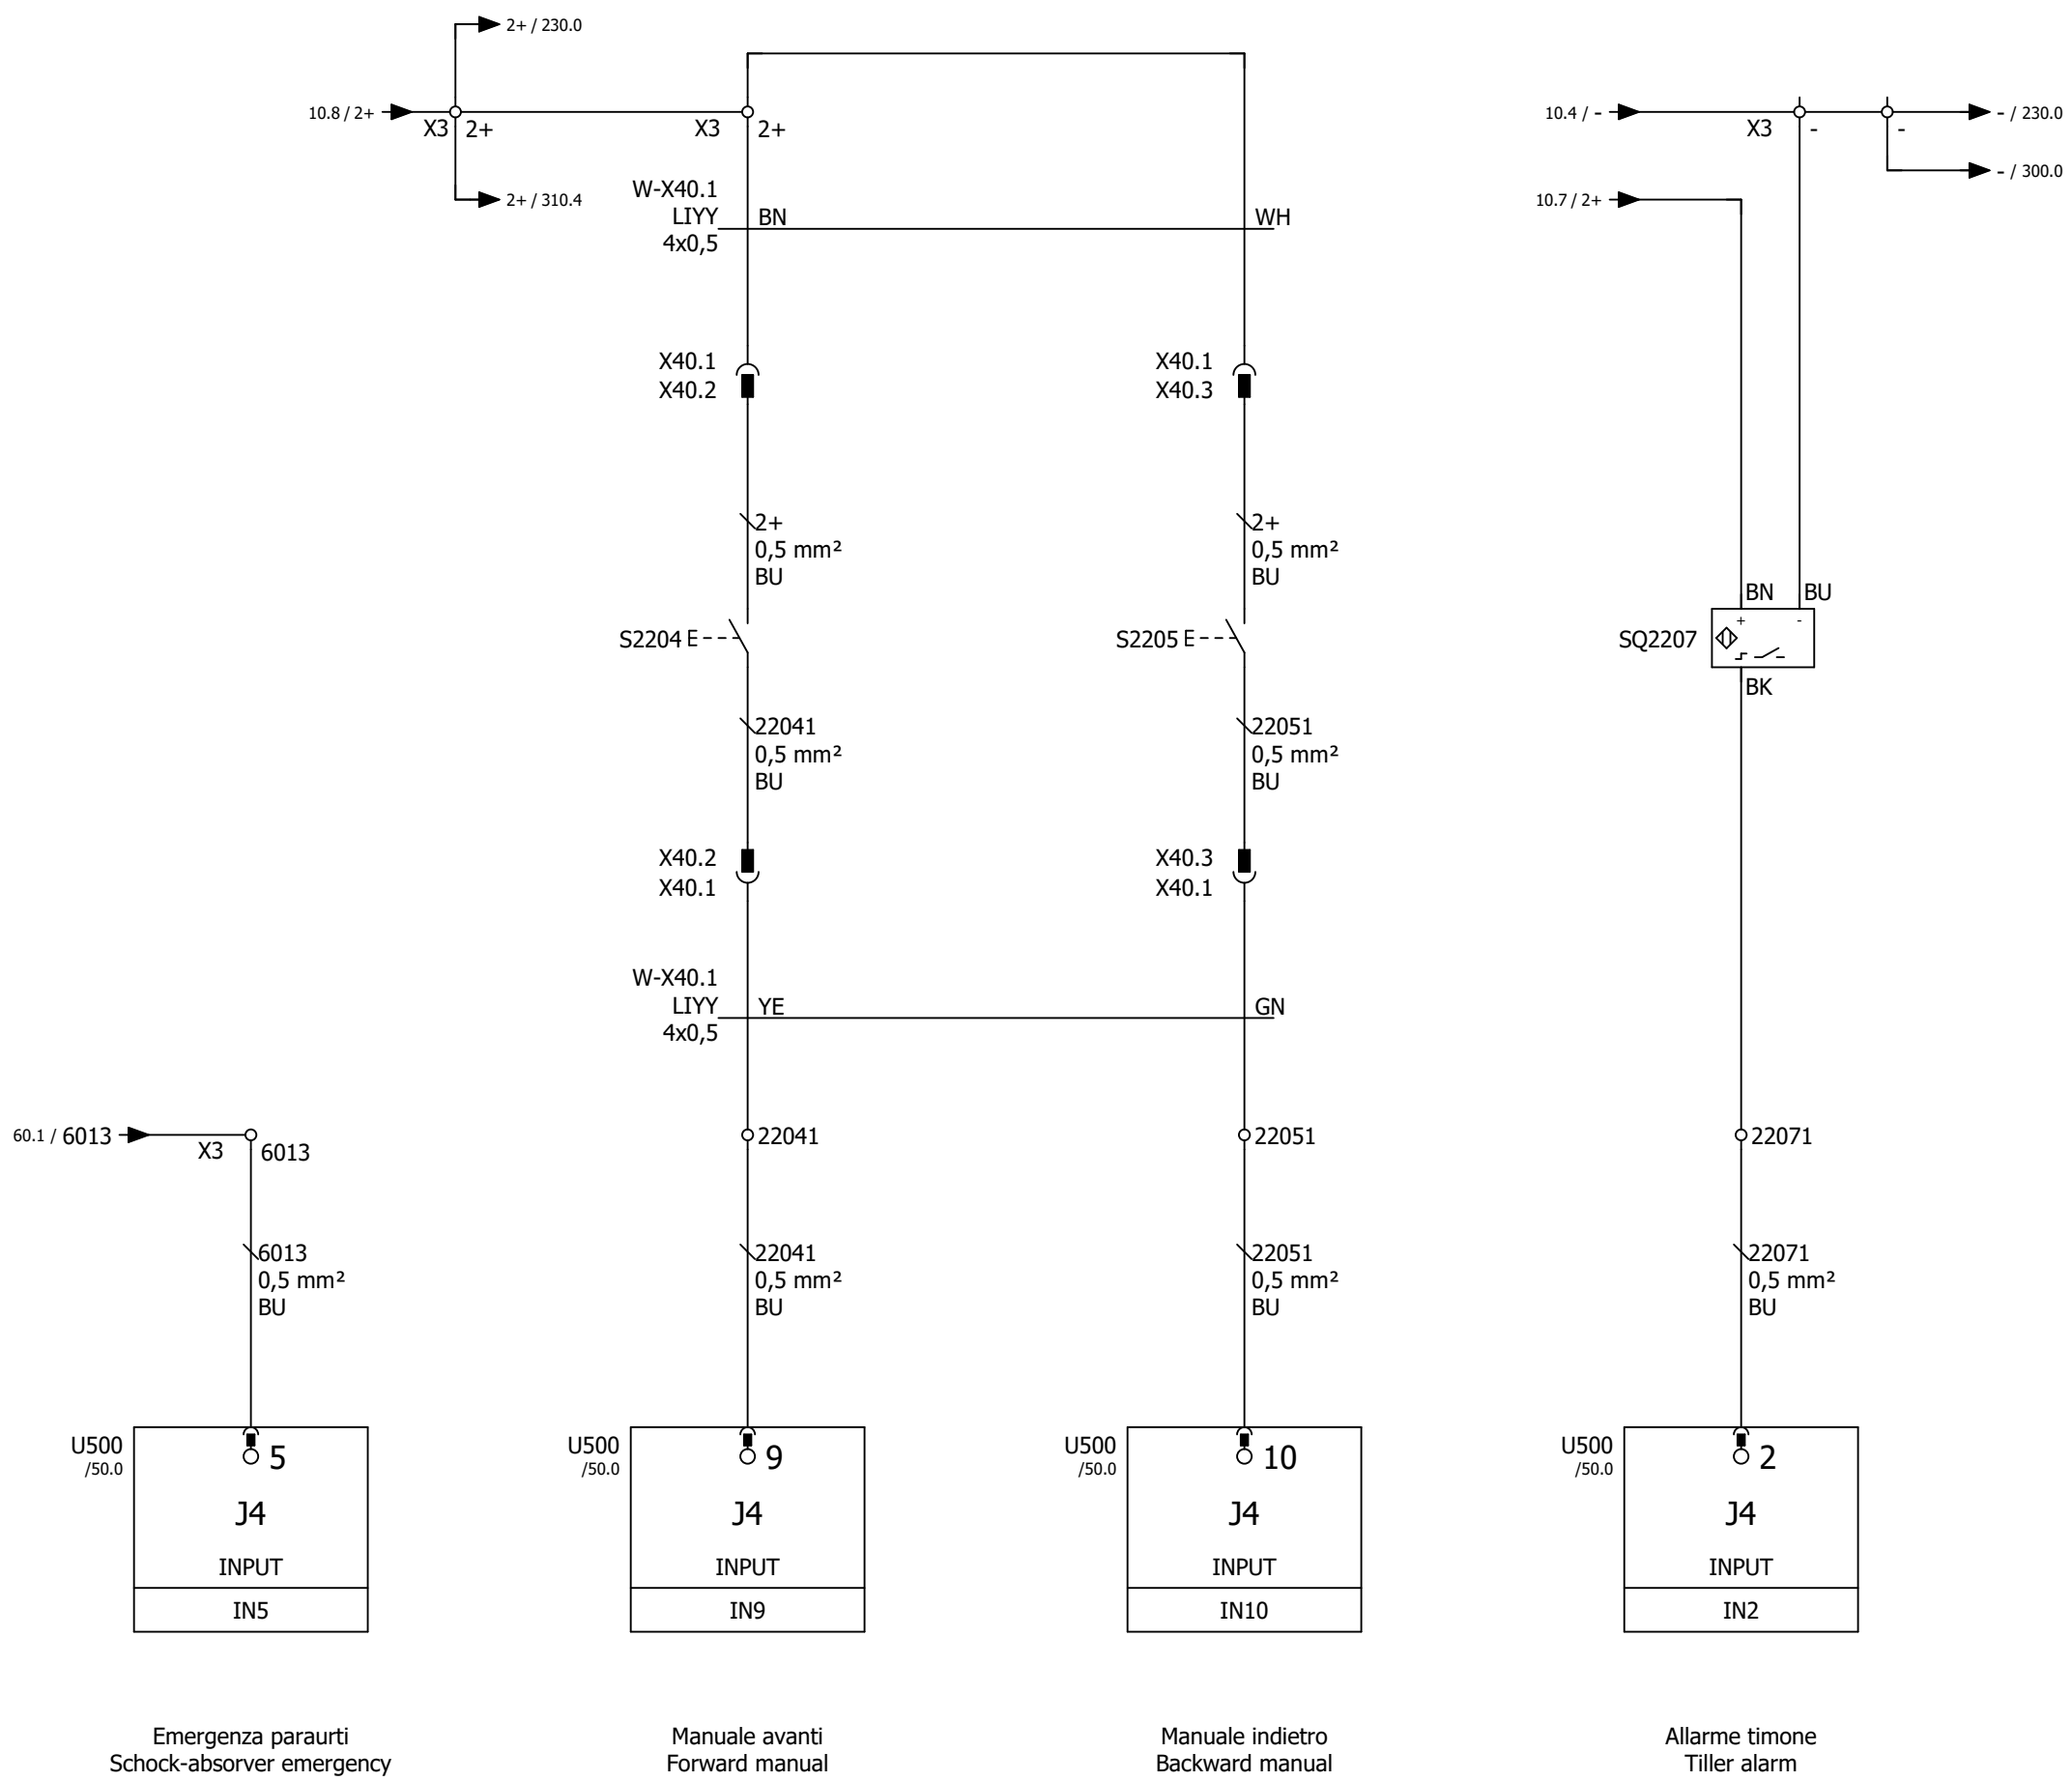 2+ / 230.0
10.8 / 2+
X3 2+
X3 2+
2+ / 310.4
10.4 / -
X3 -
-
- / 230.0
- / 300.0
10.7 / 2+
W-X40.1
LIYY
4x0,5
BN
WH
X40.1
X40.2
X40.1
X40.3
2+
0,5 mm²
BU
2+
0,5 mm²
BU
S2204 E
S2205 E
BN
BU
SQ2207
+ -
BK
22041
0,5 mm²
BU
22051
0,5 mm²
BU
X40.2
X40.1
X40.3
X40.1
W-X40.1
LIYY
4x0,5
YE
GN
60.1 / 6013
X3 6013
22041
22051
22071
6013
0,5 mm²
BU
22041
0,5 mm²
BU
22051
0,5 mm²
BU
22071
0,5 mm²
BU
U500
/50.0
5
J4
INPUT
IN5
U500
/50.0
9
J4
INPUT
IN9
U500
/50.0
10
J4
INPUT
IN10
U500
/50.0
2
J4
INPUT
IN2
Emergenza paraurti
Schock-absorver emergency
Manuale avanti
Forward manual
Manuale indietro
Backward manual
Allarme timone
Tiller alarm